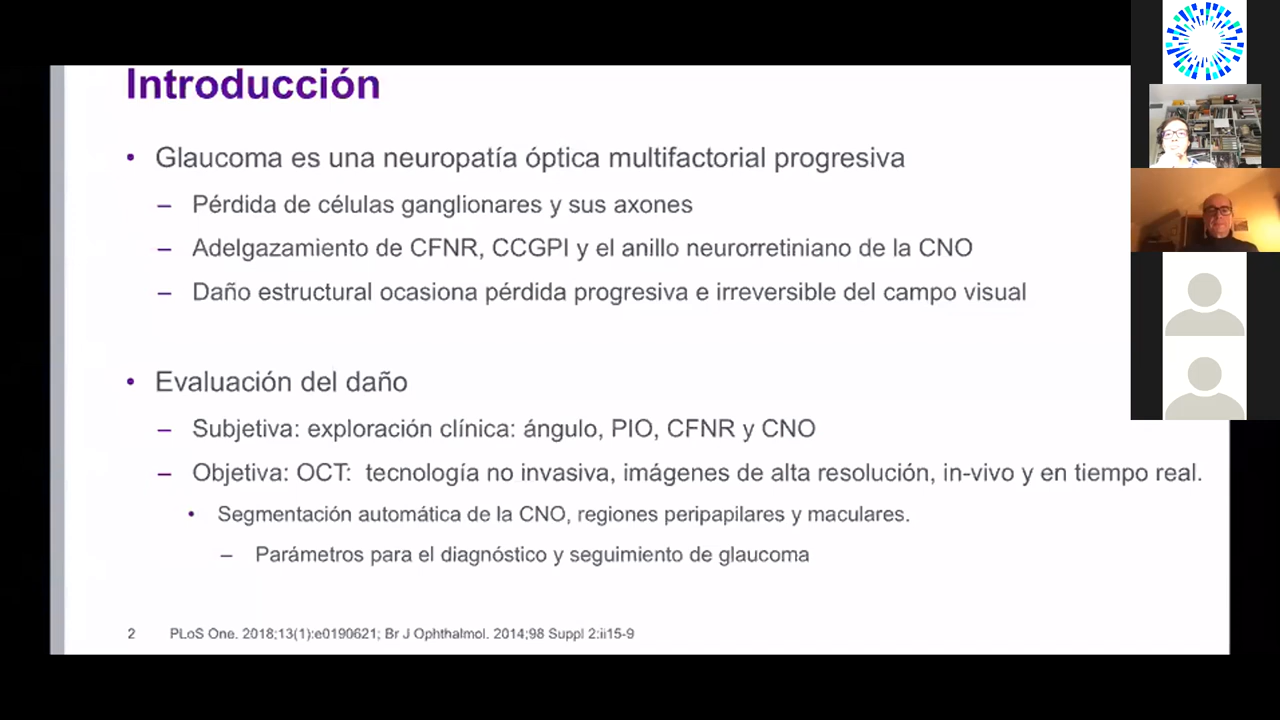 Introducción
• Glaucoma es una neuropatía óptica multifactorial progresiva
– Pérdida de células ganglionares y sus axones
– Adelgazamiento de CFNR, CCGPI y el anillo neurorretiniano de la CNO
– Daño estructural ocasiona pérdida progresiva e irreversible del campo visual
• Evaluación del daño
– Subjetiva: exploración clínica: ángulo, PIO, CFNR y CNO
– Objetiva: OCT: tecnología no invasiva, imágenes de alta resolución, in-vivo y en tiempo real.
• Segmentación automática de la CNO, regiones peripapilares y maculares.
– Parámetros para el diagnóstico y seguimiento de glaucoma
2 PLoS One. 2018;13(1):e0190621; Br J Ophthalmol. 2014;98 Suppl 2:ii15-9